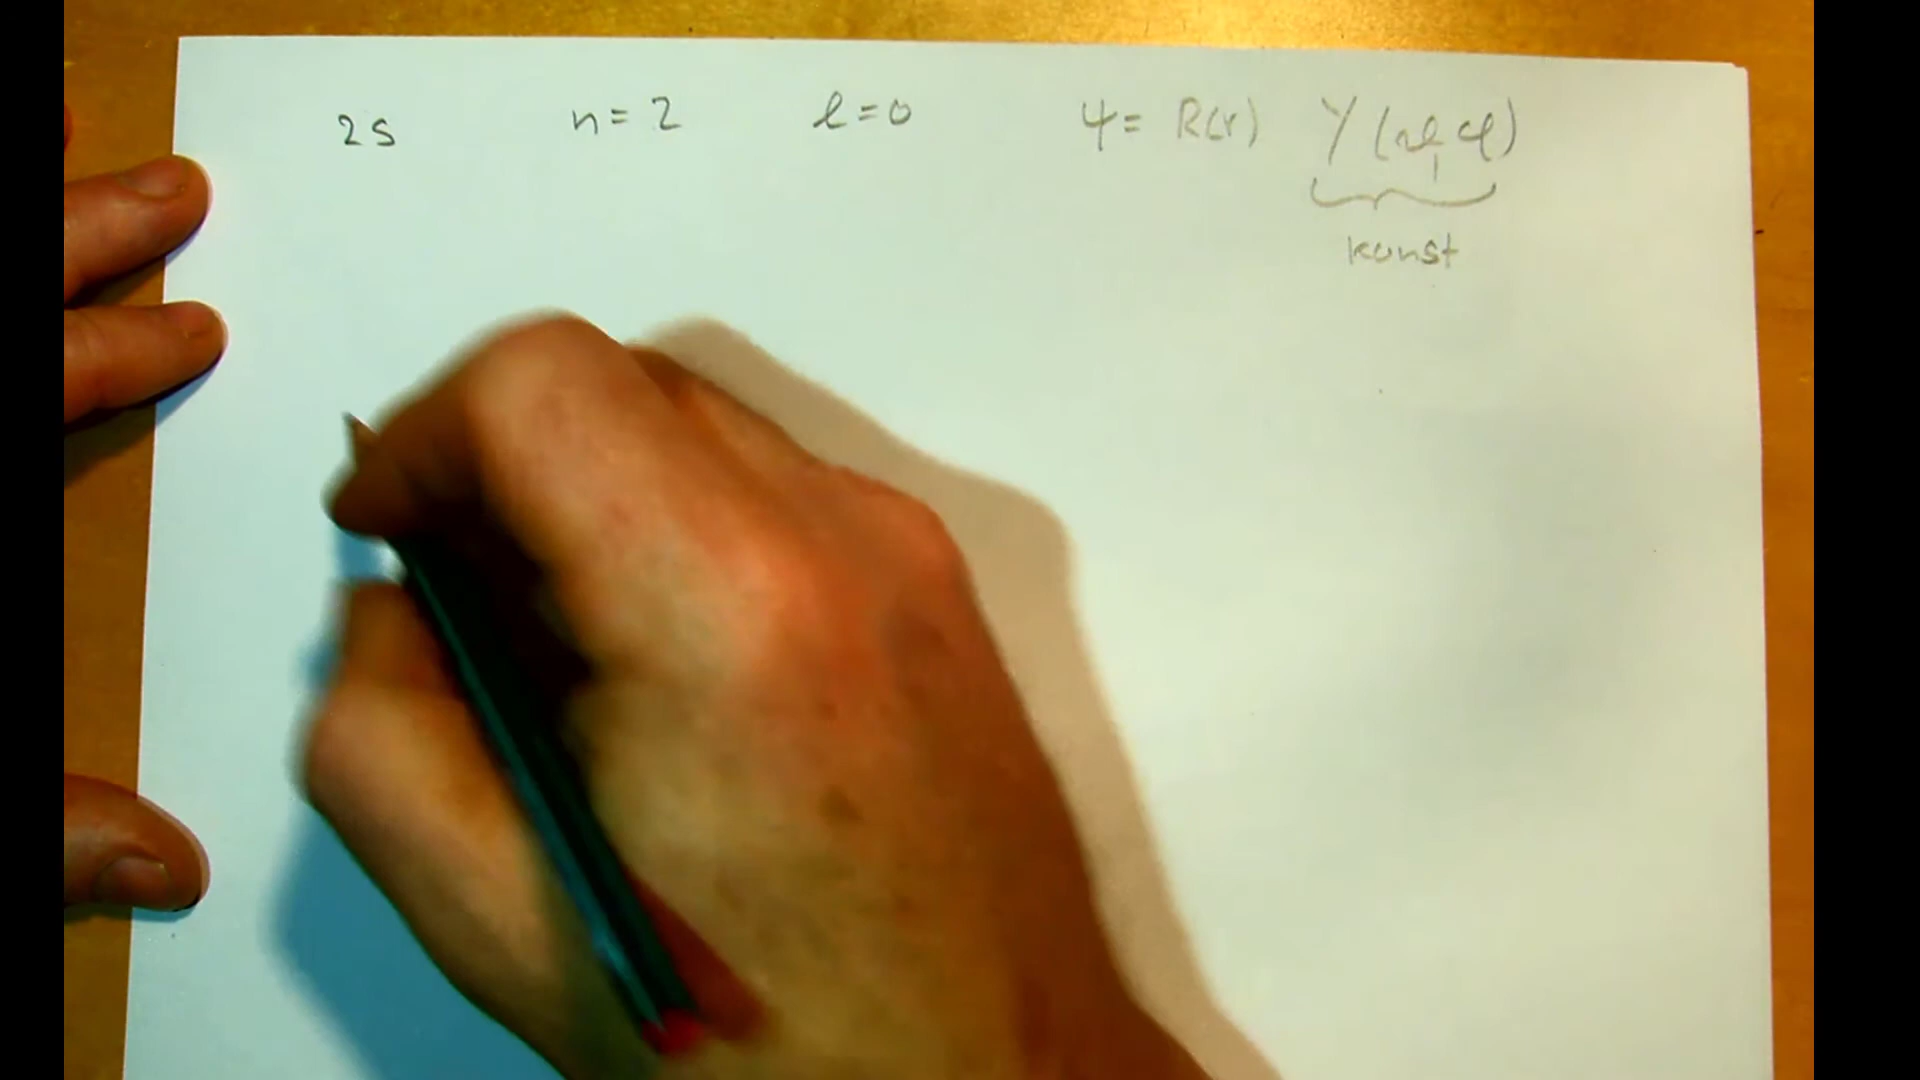 2s n = 2 l = 0 ψ = R(r) Y(ϑ, φ)
konst